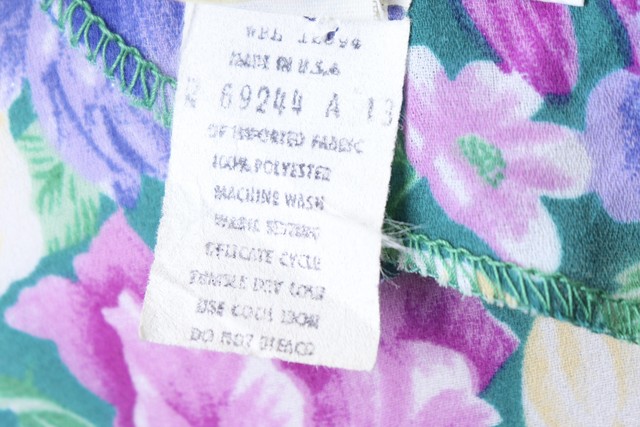 MADE IN U.S.A
69244 A 13
OF IMPORTED FABRIC
100% POLYESTER
MACHINE WASH
WARM SETTING
DELICATE CYCLE
TUMBLE DRY LOW
USE COOL IRON
DO NOT BLEACH